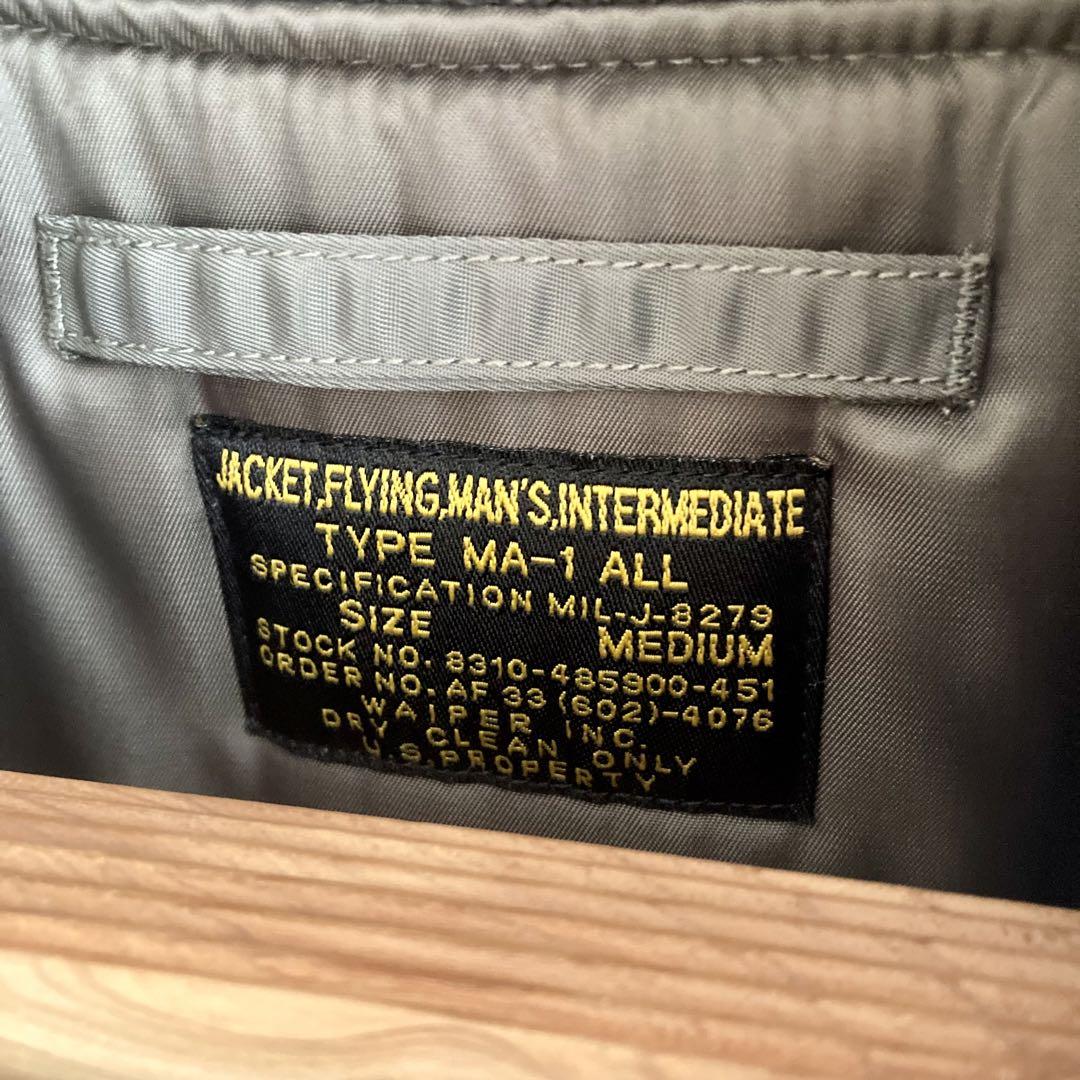 JACKET,FLYING,MAN'S,INTERMEDIATE
TYPE MA-1 ALL
SPECIFICATION MIL-J-8279
SIZE MEDIUM
STOCK NO. 8310-485900-451
ORDER NO. AF 33 (602)-4076
WAIPER INC.
DRY CLEAN ONLY
U.S.PROPERTY